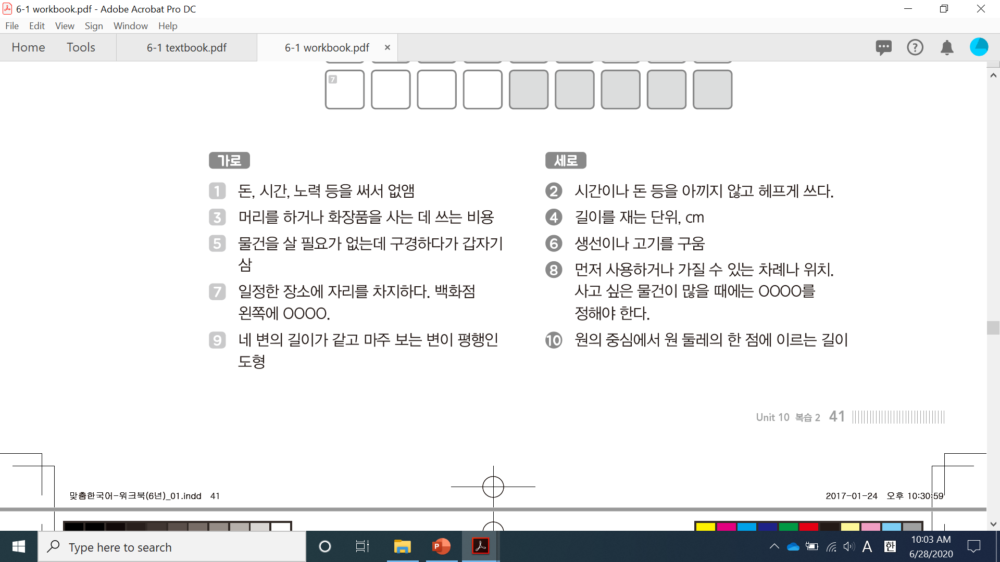 6-1 workbook.pdf - Adobe Acrobat Pro DC
File Edit View Sign Window Help
Home Tools 6-1 textbook.pdf 6-1 workbook.pdf ×
7
가로
1 돈, 시간, 노력 등을 써서 없앰
3 머리를 하거나 화장품을 사는 데 쓰는 비용
5 물건을 살 필요가 없는데 구경하다가 갑자기
삼
7 일정한 장소에 자리를 차지하다. 백화점
왼쪽에 OOOO.
9 네 변의 길이가 같고 마주 보는 변이 평행인
도형
세로
2 시간이나 돈 등을 아끼지 않고 헤프게 쓰다.
4 길이를 재는 단위, cm
6 생선이나 고기를 구움
8 먼저 사용하거나 가질 수 있는 차례나 위치.
사고 싶은 물건이 많을 때에는 OOOO를
정해야 한다.
10 원의 중심에서 원 둘레의 한 점에 이르는 길이
Unit 10 복습 2 41
맞춤한국어-워크북(6년)_01.indd 41
2017-01-24 오후 10:30:59
Type here to search
A 한
10:03 AM
6/28/2020